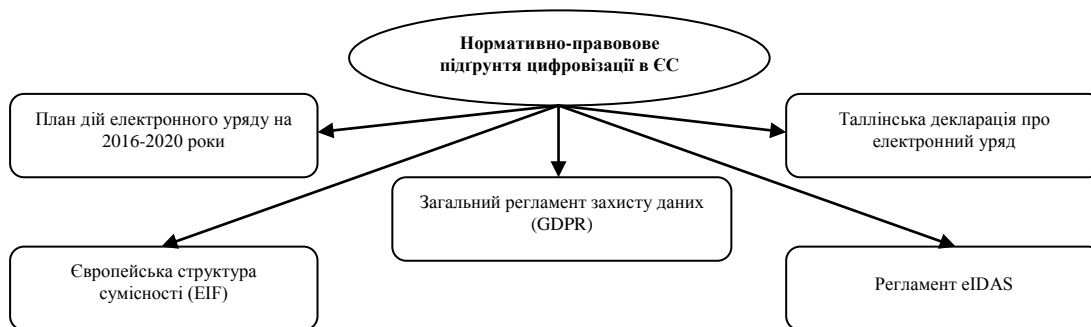 Нормативно-правовове
підґрунтя цифровізації в ЄС
План дій електронного уряду на
2016-2020 роки
Таллінська декларація про
електронний уряд
Загальний регламент захисту даних
(GDPR)
Європейська структура
сумісності (EIF)
Регламент eIDAS